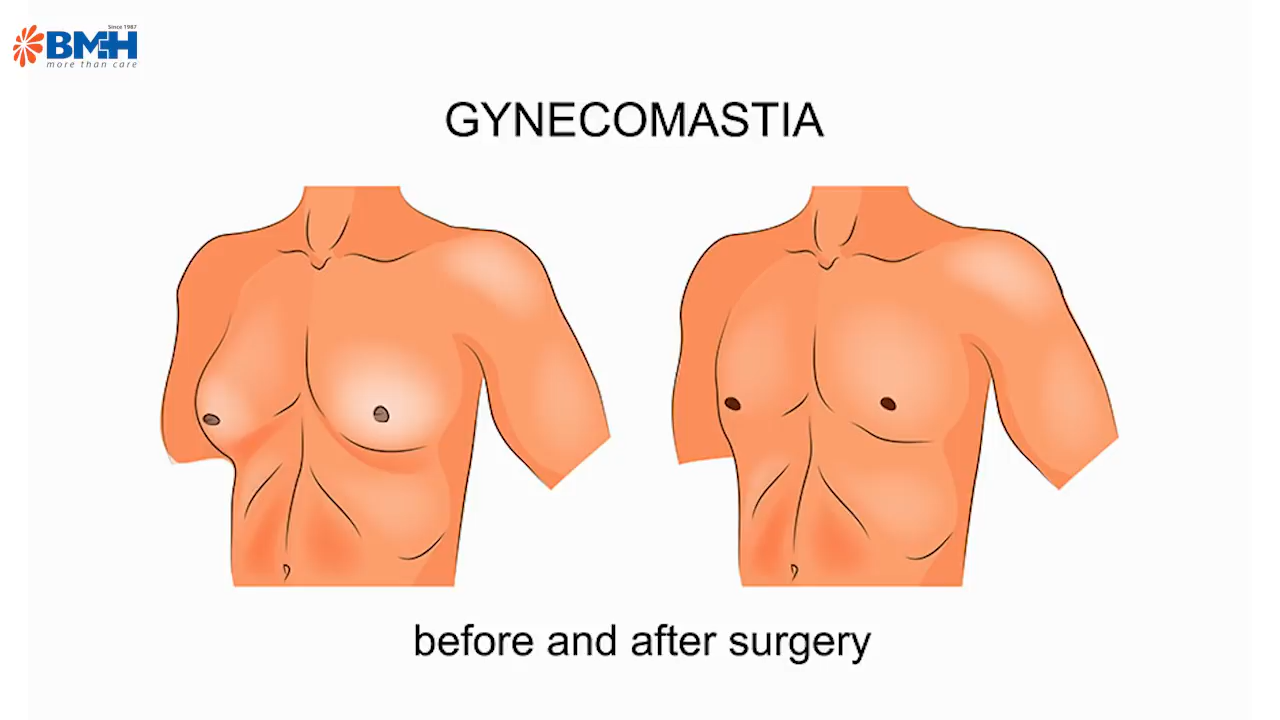 Since 1987
BMH
more than care
GYNECOMASTIA
before and after surgery